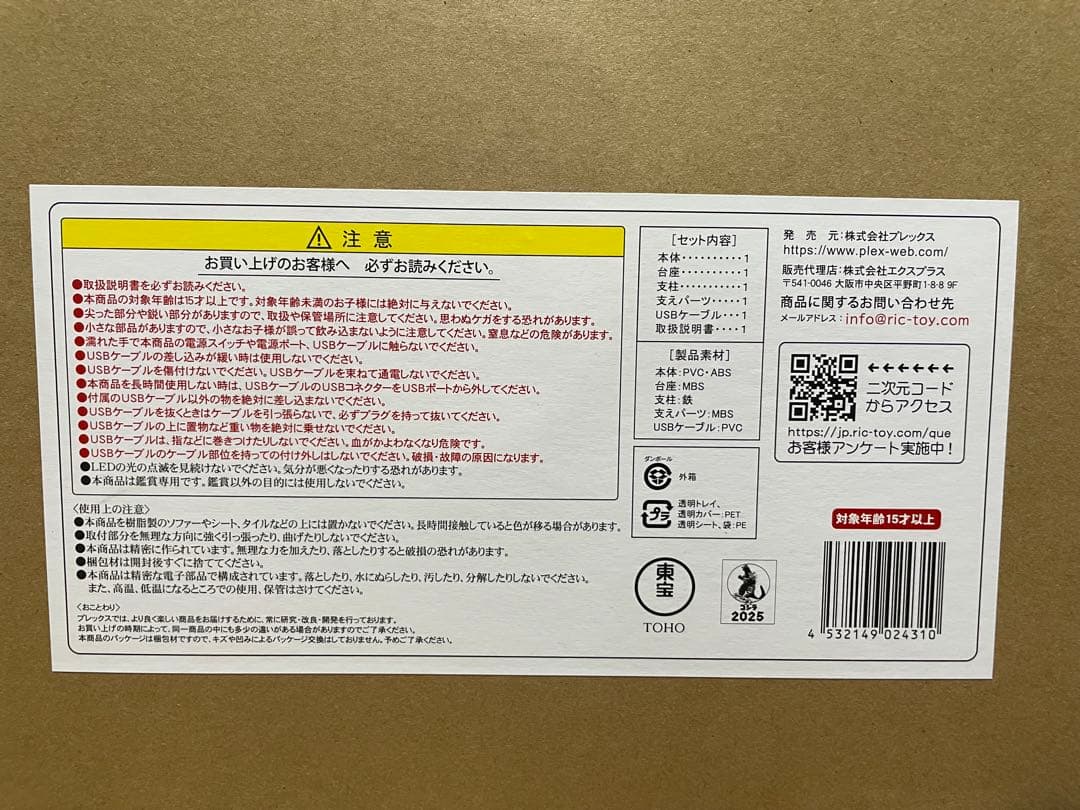 注意
お買い上げのお客様へ 必ずお読みください。
●取扱説明書を必ずお読みください。
●本商品の対象年齢は15才以上です。対象年齢未満のお子様には絶対に与えないでください。
●尖った部分や鋭い部分がありますので、取扱や保管場所に注意してください。思わぬケガをする恐れがあります。
●小さな部品がありますので、小さなお子様が誤って飲み込まないように注意してください。窒息などの危険があります。
●濡れた手で本商品の電源スイッチや電源ポート、USBケーブルに触らないでください。
●USBケーブルの差し込みが緩い時は使用しないでください。
●USBケーブルを傷付けないでください。USBケーブルを束ねて通電しないでください。
●本商品を長時間使用しない時は、USBケーブルのUSBコネクターをUSBポートから外してください。
●付属のUSBケーブル以外の物を絶対に差し込まないでください。
●USBケーブルを抜くときはケーブルを引っ張らないで、必ずプラグを持って抜いてください。
●USBケーブルの上に置物など重い物を絶対に乗せないでください。
●USBケーブルは、指などに巻きつけたりしないでください。血がかよわなくなり危険です。
●USBケーブルのケーブル部位を持っての付け外しはしないでください。破損・故障の原因になります。
●LEDの光の点滅を見続けないでください。気分が悪くなったりする恐れがあります。
●本商品は鑑賞専用です。鑑賞以外の目的には使用しないでください。
〈使用上の注意〉
●本商品を樹脂製のソファーやシート、タイルなどの上には置かないでください。長時間接触していると色が移る場合があります。
●取付部分を無理な方向に強く引っ張ったり、曲げたりしないでください。
●本商品は精密に作られています。無理な力を加えたり、落としたりすると破損の恐れがあります。
●梱包材は開封後すぐに捨ててください。
●本商品は精密な電子部品で構成されています。落としたり、水にぬらしたり、汚したり、分解したりしないでください。
また、高温、低温になるところでの使用、保管はさけてください。
〈おことわり〉
プレックスでは、より良く楽しい商品をお届けするために、常に研究・改良・開発を行っております。
お買い上げの時期によって、同一商品の中にも多少の違いがある場合がありますのでご了承ください。
本商品のパッケージは梱包材ですので、キズや凹みによるパッケージ交換はしておりません。予めご了承ください。
[セット内容]
本体・・・・・・・・・・1
台座・・・・・・・・・・1
支柱・・・・・・・・・・1
支えパーツ・・・・・1
USBケーブル・・・1
取扱説明書・・・・1
[製品素材]
本体:PVC・ABS
台座:MBS
支柱:鉄
支えパーツ:MBS
USBケーブル:PVC
ダンボール
外箱
プラ
透明トレイ、
透明カバー:PET
透明シート、袋:PE
東宝
TOHO
ゴジラ
2025
発 売 元:株式会社プレックス
https://www.plex-web.com/
販売代理店:株式会社エクスプラス
〒541-0046 大阪市中央区平野町1-8-8 9F
商品に関するお問い合わせ先
メールアドレス:info@ric-toy.com
←←←←←←
二次元コード
からアクセス
https://jp.ric-toy.com/que
お客様アンケート実施中!
対象年齢15才以上
4 532149 024310